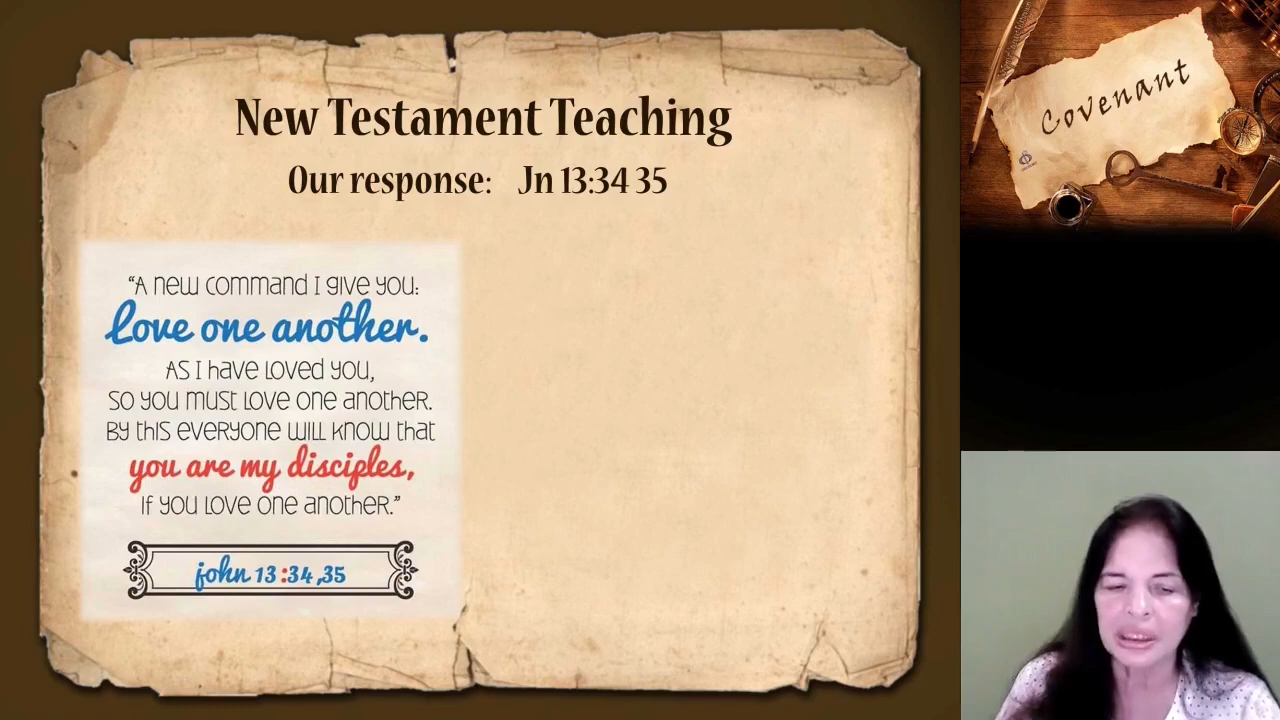 New Testament Teaching
Our response: Jn 13:34 35
“A new command I give you:
Love one another.
As I have loved you,
so you must love one another.
By this everyone will know that
you are my disciples,
if you love one another.”
john 13:34,35
Covenant